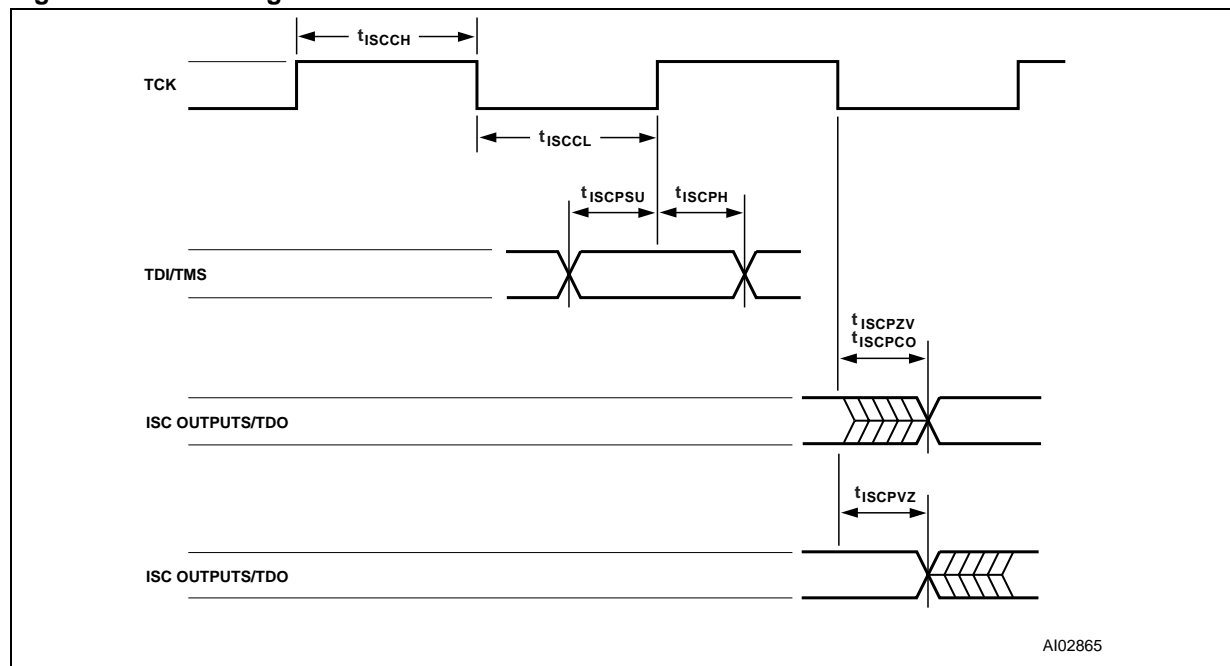 tISCCH
TCK
tISCCL
tISCPSU tISCPH
TDI/TMS
tISCPZV
tISCPCO
ISC OUTPUTS/TDO
tISCPVZ
ISC OUTPUTS/TDO
AI02865